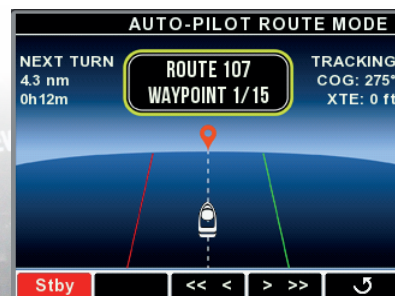 AUTO-PILOT ROUTE MODE
NEXT TURN
4.3 nm
0h12m
ROUTE 107
WAYPOINT 1/15
TRACKING
COG: 275°
XTE: 0 ft
Stby
<< <
> >>